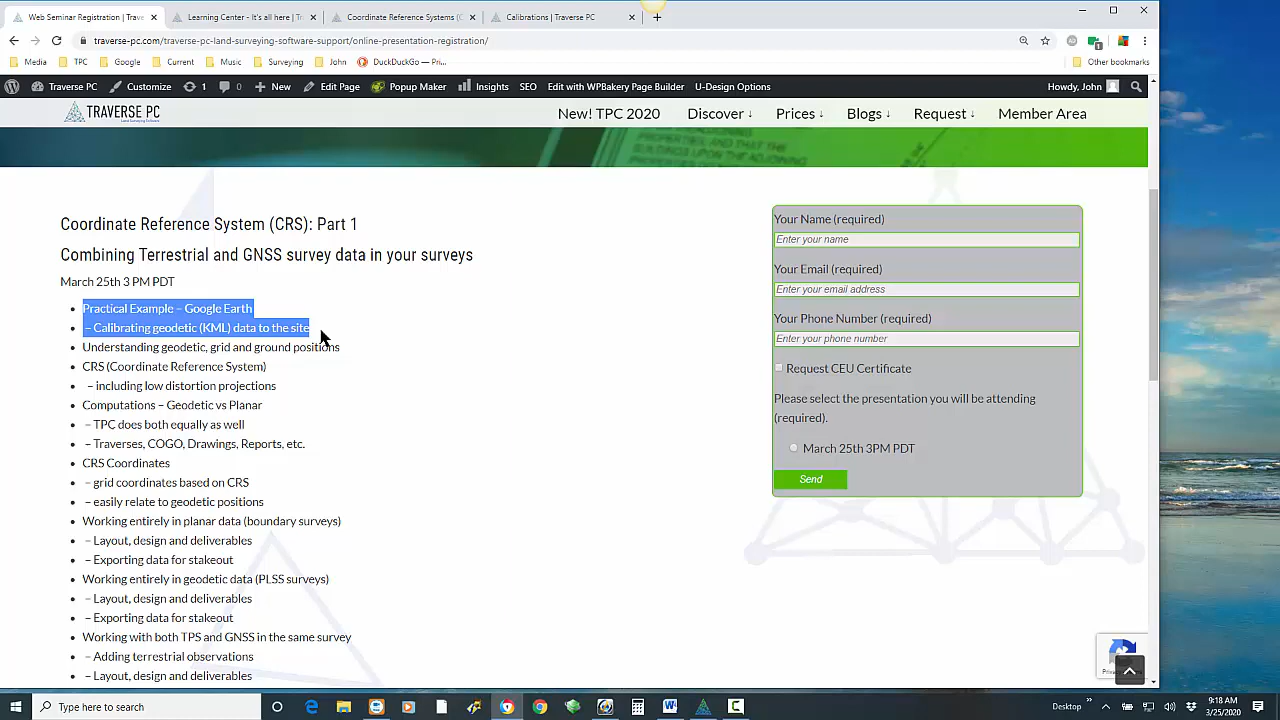 Web Seminar Registration | Traverse
Learning Center - It's all here | Tr
Coordinate Reference Systems (C
Calibrations | Traverse PC
traverse-pc.com/traverse-pc-land-surveying-software-support/online-presentation-registration/
Media TPC Google Current Music Surveying John DuckDuckGo — Pri... Other bookmarks
Traverse PC Customize 1 0 New Edit Page Popup Maker Insights SEO Edit with WPBakery Page Builder U-Design Options Howdy, John
TRAVERSE PC
Land Surveying Software
New! TPC 2020 Discover ↓ Prices ↓ Blogs ↓ Request ↓ Member Area
Coordinate Reference System (CRS): Part 1
Combining Terrestrial and GNSS survey data in your surveys
March 25th 3 PM PDT
Practical Example – Google Earth
– Calibrating geodetic (KML) data to the site
Understanding geodetic, grid and ground positions
CRS (Coordinate Reference System)
– including low distortion projections
Computations – Geodetic vs Planar
– TPC does both equally as well
– Traverses, COGO, Drawings, Reports, etc.
CRS Coordinates
– grid coordinates based on CRS
– easily relate to geodetic positions
Working entirely in planar data (boundary surveys)
– Layout, design and deliverables
– Exporting data for stakeout
Working entirely in geodetic data (PLSS surveys)
– Layout, design and deliverables
– Exporting data for stakeout
Working with both TPS and GNSS in the same survey
– Adding terrestrial observations
– Layout, design and deliverables
Your Name (required)
Enter your name
Your Email (required)
Enter your email address
Your Phone Number (required)
Enter your phone number
Request CEU Certificate
Please select the presentation you will be attending
(required).
March 25th 3PM PDT
Send
Type here to search
Desktop
9:18 AM
3/25/2020